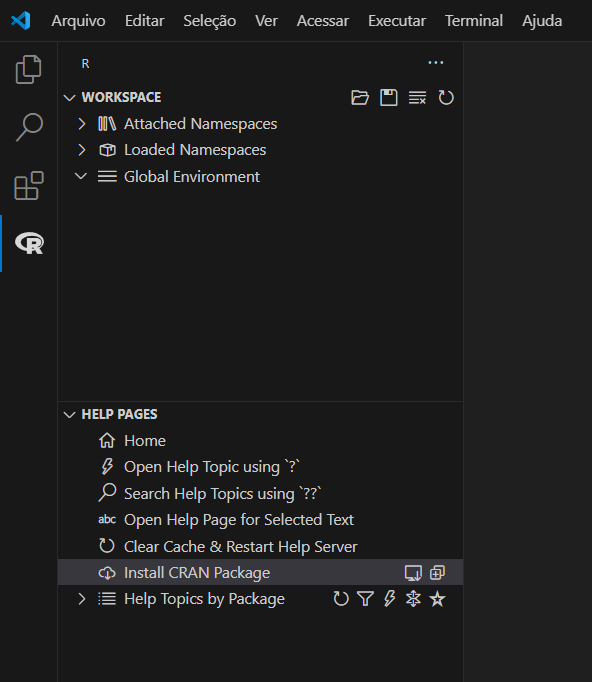 Arquivo Editar Seleção Ver Acessar Executar Terminal Ajuda
R
WORKSPACE
Attached Namespaces
Loaded Namespaces
Global Environment
R
HELP PAGES
Home
Open Help Topic using `?`
Search Help Topics using `??`
abc Open Help Page for Selected Text
Clear Cache & Restart Help Server
Install CRAN Package
Help Topics by Package